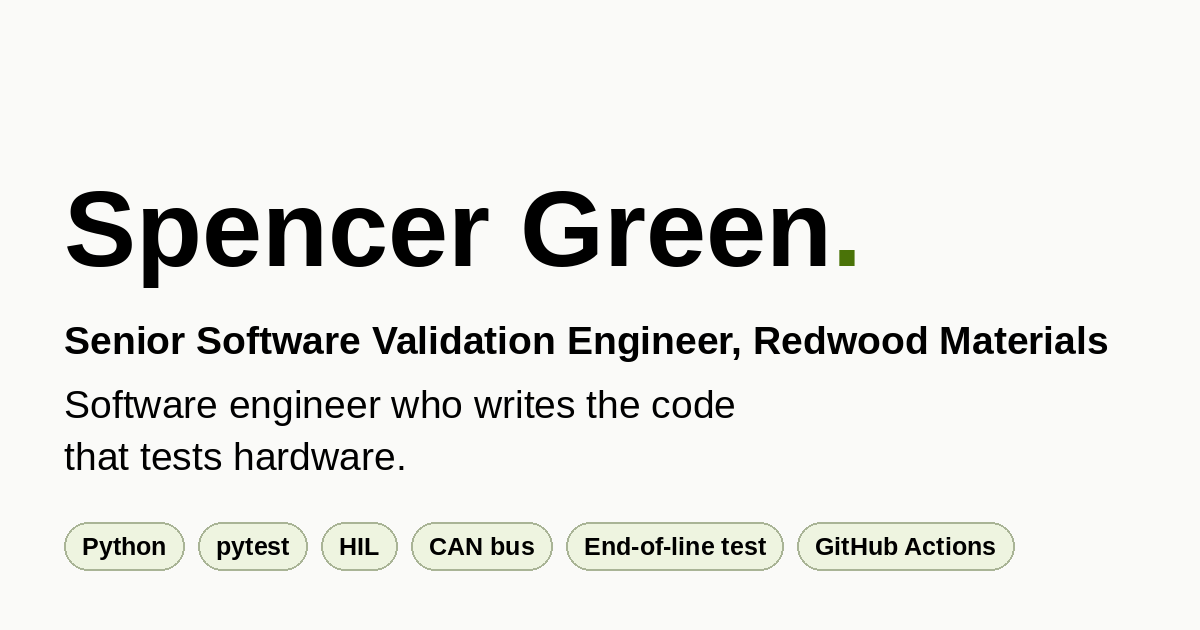 Spencer Green.
Senior Software Validation Engineer, Redwood Materials
Software engineer who writes the code
that tests hardware.
Python pytest HIL CAN bus End-of-line test GitHub Actions